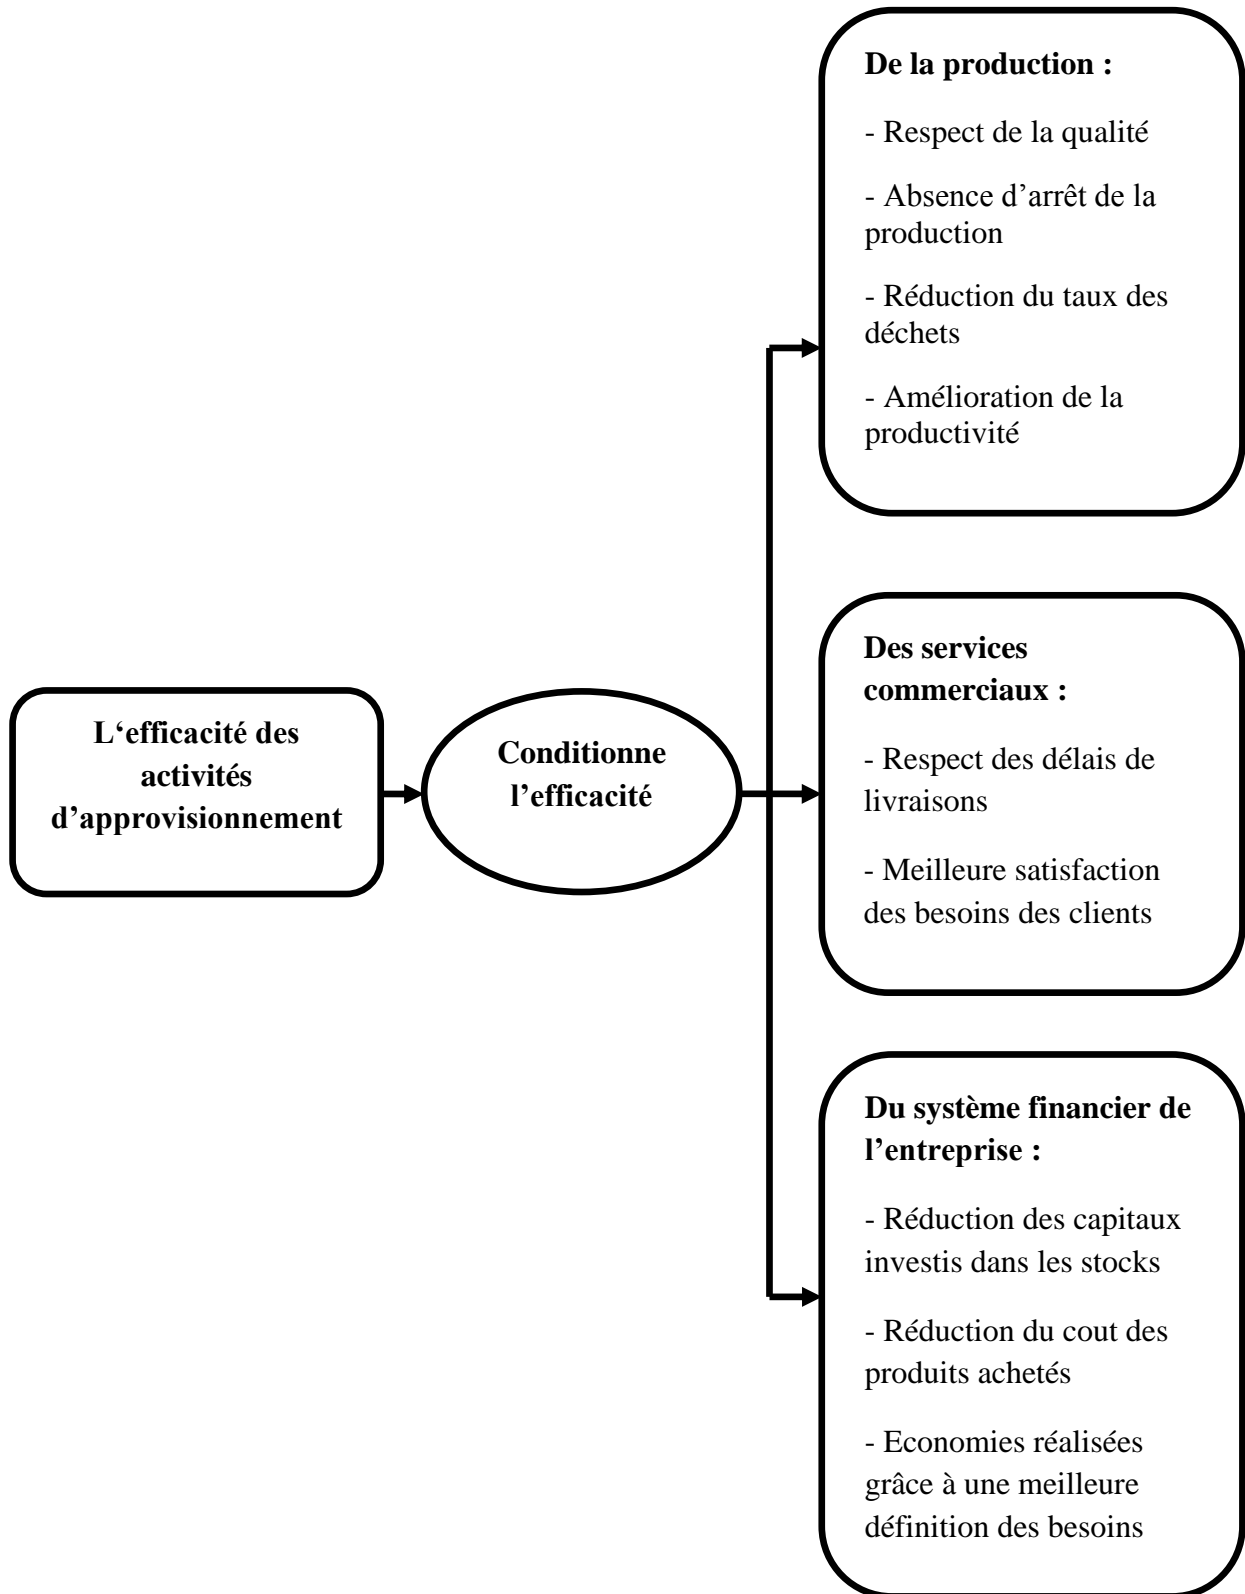 L‘efficacité des
activités
d’approvisionnement
Conditionne
l’efficacité
De la production :
- Respect de la qualité
- Absence d’arrêt de la
production
- Réduction du taux des
déchets
- Amélioration de la
productivité
Des services
commerciaux :
- Respect des délais de
livraisons
- Meilleure satisfaction
des besoins des clients
Du système financier de
l’entreprise :
- Réduction des capitaux
investis dans les stocks
- Réduction du cout des
produits achetés
- Economies réalisées
grâce à une meilleure
définition des besoins